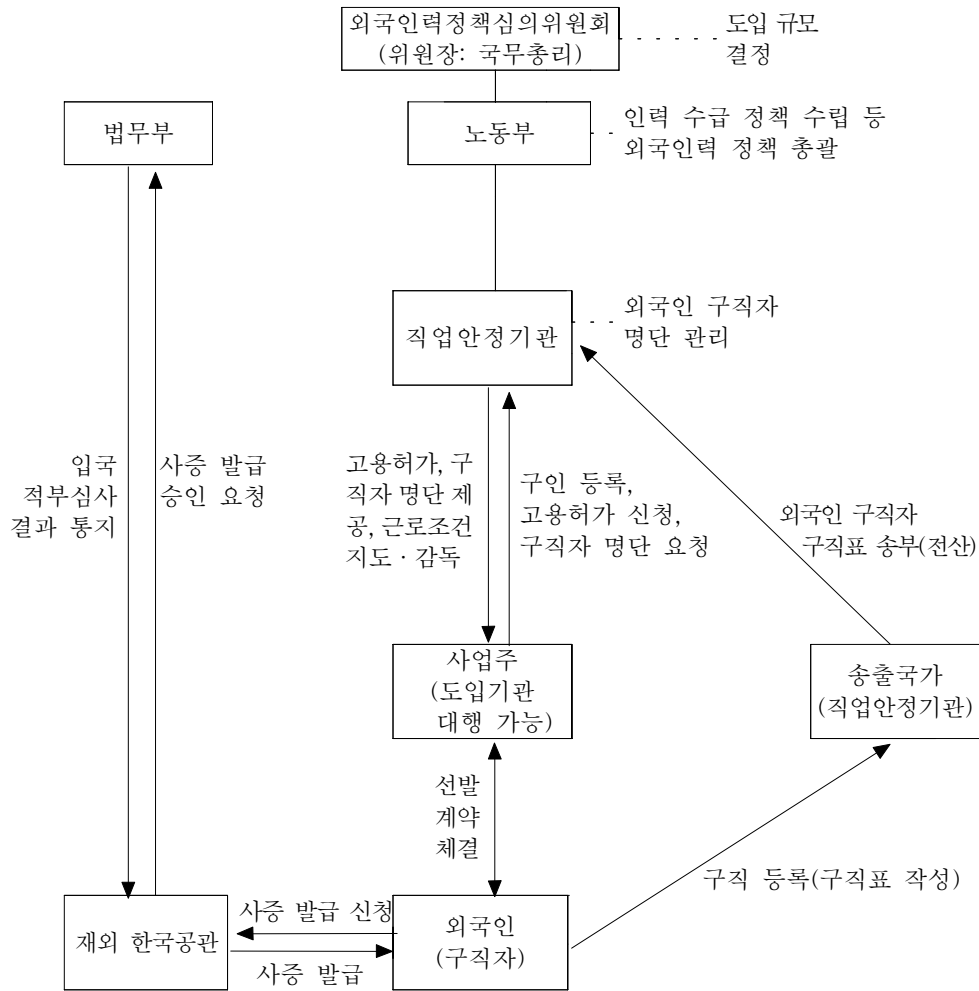 외국인력정책심의위원회
(위원장: 국무총리)
도입 규모
결정
법무부
노동부
인력 수급 정책 수립 등
외국인력 정책 총괄
직업안정기관
외국인 구직자
명단 관리
입국
적부심사
결과 통지
사증 발급
승인 요청
고용허가, 구
직자 명단 제
공, 근로조건
지도 · 감독
구인 등록,
고용허가 신청,
구직자 명단 요청
외국인 구직자
구직표 송부(전산)
사업주
(도입기관
대행 가능)
송출국가
(직업안정기관)
선발
계약
체결
구직 등록(구직표 작성)
재외 한국공관
사증 발급 신청
사증 발급
외국인
(구직자)